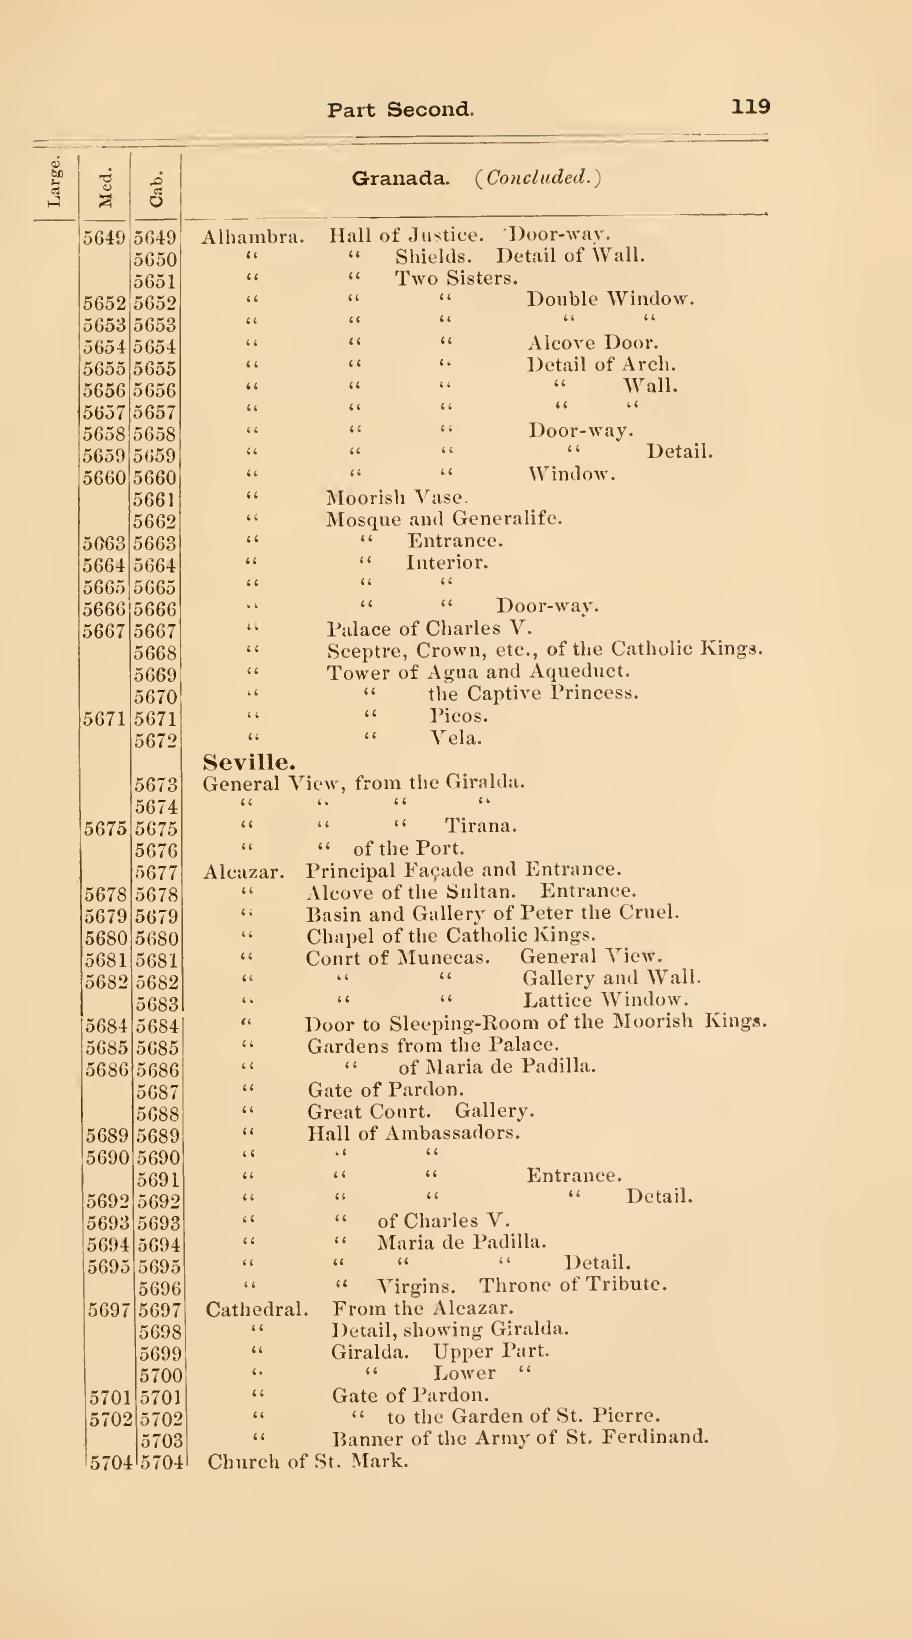 Part Second. 119
Large. Med. Cab. Granada. (Concluded.)
5649 5649 Alhambra. Hall of Justice. Door-way.
5650 “ “ Shields. Detail of Wall.
5651 “ “ Two Sisters.
5652 5652 “ “ “ Double Window.
5653 5653 “ “ “ “ “
5654 5654 “ “ “ Alcove Door.
5655 5655 “ “ “ Detail of Arch.
5656 5656 “ “ “ “ Wall.
5657 5657 “ “ “ “ “
5658 5658 “ “ “ Door-way.
5659 5659 “ “ “ “ Detail.
5660 5660 “ “ “ Window.
5661 “ Moorish Vase.
5662 “ Mosque and Generalife.
5663 5663 “ “ Entrance.
5664 5664 “ “ Interior.
5665 5665 “ “ “
5666 5666 “ “ “ Door-way.
5667 5667 “ Palace of Charles V.
5668 “ Sceptre, Crown, etc., of the Catholic Kings.
5669 “ Tower of Agua and Aqueduct.
5670 “ “ the Captive Princess.
5671 5671 “ “ Picos.
5672 “ “ Vela.
Seville.
5673 General View, from the Giralda.
5674 “ “ “ “
5675 5675 “ “ “ Tirana.
5676 “ “ of the Port.
5677 Alcazar. Principal Façade and Entrance.
5678 5678 “ Alcove of the Sultan. Entrance.
5679 5679 “ Basin and Gallery of Peter the Cruel.
5680 5680 “ Chapel of the Catholic Kings.
5681 5681 “ Court of Munecas. General View.
5682 5682 “ “ “ Gallery and Wall.
5683 “ “ “ Lattice Window.
5684 5684 “ Door to Sleeping-Room of the Moorish Kings.
5685 5685 “ Gardens from the Palace.
5686 5686 “ “ of Maria de Padilla.
5687 “ Gate of Pardon.
5688 “ Great Court. Gallery.
5689 5689 “ Hall of Ambassadors.
5690 5690 “ “ “
5691 “ “ “ Entrance.
5692 5692 “ “ “ “ Detail.
5693 5693 “ “ of Charles V.
5694 5694 “ “ Maria de Padilla.
5695 5695 “ “ “ “ Detail.
5696 “ “ Virgins. Throne of Tribute.
5697 5697 Cathedral. From the Alcazar.
5698 “ Detail, showing Giralda.
5699 “ Giralda. Upper Part.
5700 “ “ Lower “
5701 5701 “ Gate of Pardon.
5702 5702 “ “ to the Garden of St. Pierre.
5703 “ Banner of the Army of St. Ferdinand.
5704 5704 Church of St. Mark.